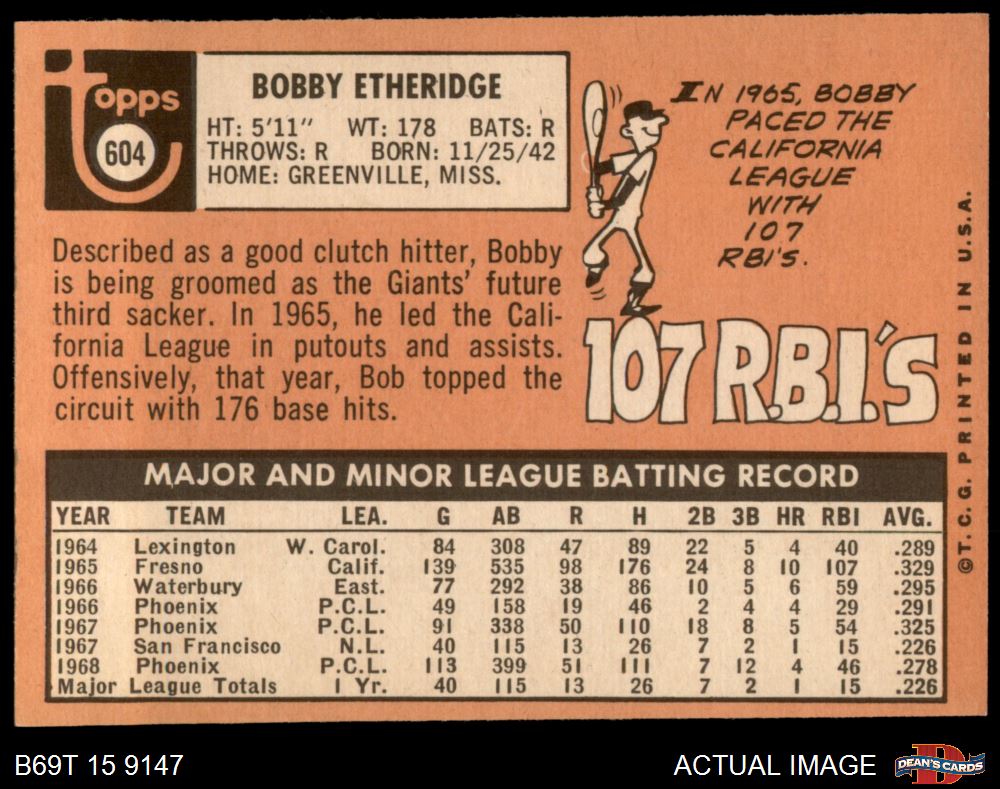 topps
604
BOBBY ETHERIDGE
HT: 5'11" WT: 178 BATS: R
THROWS: R BORN: 11/25/42
HOME: GREENVILLE, MISS.
Described as a good clutch hitter, Bobby
is being groomed as the Giants' future
third sacker. In 1965, he led the Cali-
fornia League in putouts and assists.
Offensively, that year, Bob topped the
circuit with 176 base hits.
IN 1965, BOBBY
PACED THE
CALIFORNIA
LEAGUE
WITH
107
RBI'S.
107 R.B.I.'S
©T. C. G. PRINTED IN U.S.A.
MAJOR AND MINOR LEAGUE BATTING RECORD
YEAR TEAM LEA. G AB R H 2B 3B HR RBI AVG.
1964 Lexington W. Carol. 84 308 47 89 22 5 4 40 .289
1965 Fresno Calif. 139 535 98 176 24 8 10 107 .329
1966 Waterbury East. 77 292 38 86 10 5 6 59 .295
1966 Phoenix P.C.L. 49 158 19 46 2 4 4 29 .291
1967 Phoenix P.C.L. 91 338 50 110 18 8 5 54 .325
1967 San Francisco N.L. 40 115 13 26 7 2 1 15 .226
1968 Phoenix P.C.L. 113 399 51 111 7 12 4 46 .278
Major League Totals 1 Yr. 40 115 13 26 7 2 1 15 .226
B69T 15 9147
ACTUAL IMAGE
DEAN'S CARDS